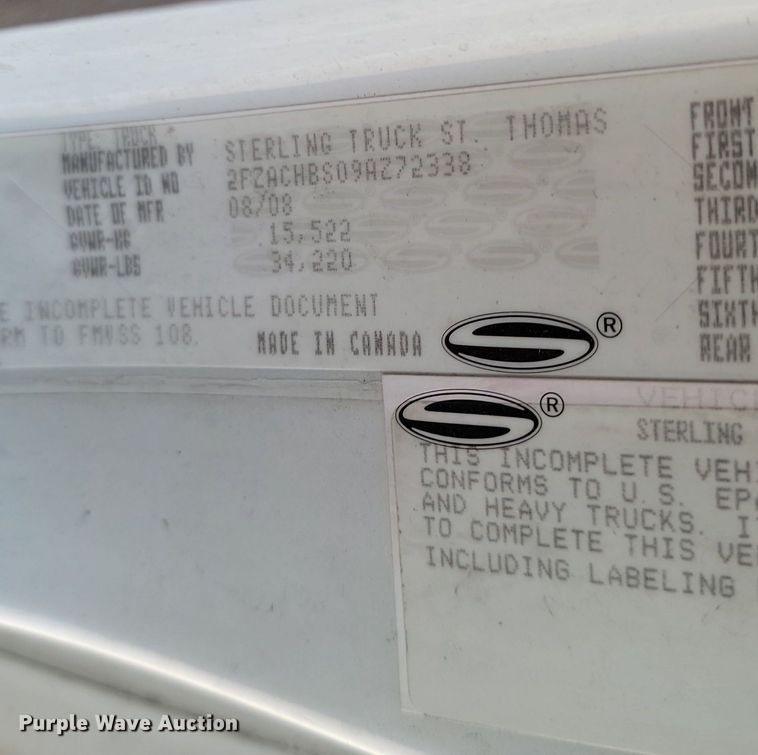 TYPE: TRUCK
MANUFACTURED BY STERLING TRUCK ST. THOMAS
VEHICLE ID NO 2FZACHBS09AZ72338
DATE OF MFR 08/08
GVWR-KG 15,522
GVWR-LBS 34,220
E INCOMPLETE VEHICLE DOCUMENT
RM TO FMVSS 108.
MADE IN CANADA
®
FRONT
FIRST
SECON
THIRD
FOURT
FIFTH
SIXTH
REAR
®
VEHIC
STERLING
THIS INCOMPLETE VEHI
CONFORMS TO U.S. EPA
AND HEAVY TRUCKS. I
TO COMPLETE THIS VE
INCLUDING LABELING
Purple Wave Auction